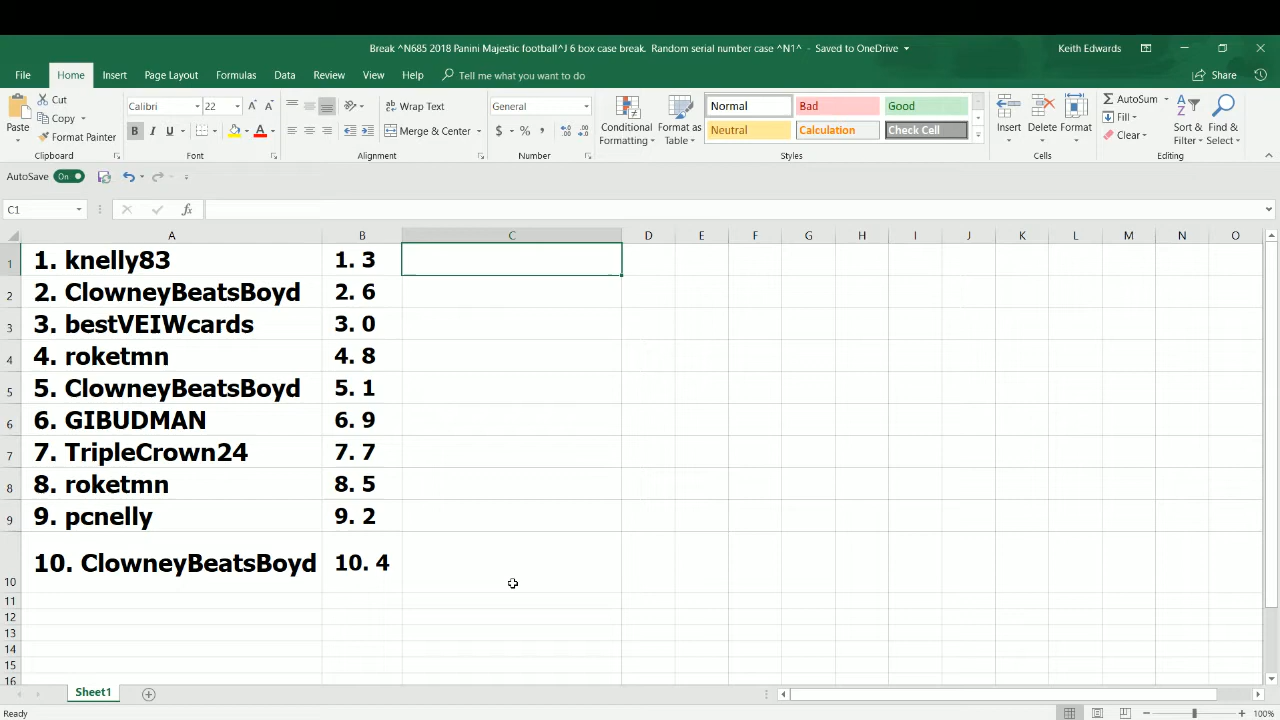 Break ^N685 2018 Panini Majestic football^J 6 box case break.  Random serial number case ^N1^  -  Saved to OneDrive
Keith Edwards
File Home Insert Page Layout Formulas Data Review View Help Tell me what you want to do Share
Paste Cut Copy Format Painter
Clipboard
Calibri 22 A A
B I U A
Font
Wrap Text
Merge & Center
Alignment
General
$ % ,
Number
Conditional Formatting
Format as Table
Normal Bad Good
Neutral Calculation Check Cell
Styles
Insert Delete Format
Cells
AutoSum Fill Clear
Sort & Filter
Find & Select
Editing
AutoSave On
C1 fx
A B C D E F G H I J K L M N O
1 1. knelly83 1. 3
2 2. ClowneyBeatsBoyd 2. 6
3 3. bestVEIWcards 3. 0
4 4. roketmn 4. 8
5 5. ClowneyBeatsBoyd 5. 1
6 6. GIBUDMAN 6. 9
7 7. TripleCrown24 7. 7
8 8. roketmn 8. 5
9 9. pcnelly 9. 2
10 10. ClowneyBeatsBoyd 10. 4
11
12
13
14
15
16
Sheet1
Ready 100%